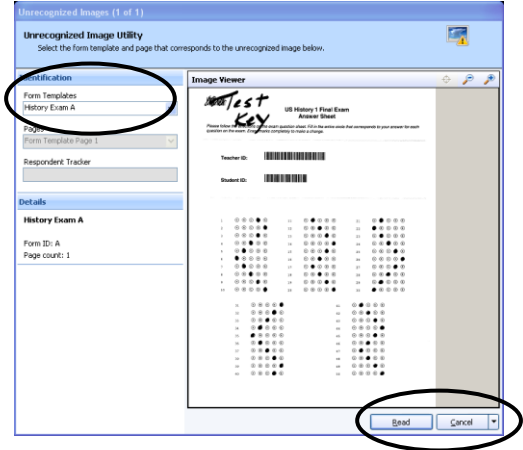 Unrecognized Images (1 of 1)
Unrecognized Image Utility
Select the form template and page that corresponds to the unrecognized image below.
Identification
Form Templates
History Exam A
Pages
Form Template Page 1
Respondent Tracker
Details
History Exam A
Form ID: A
Page count: 1
Image Viewer
Test
Key
US History 1 Final Exam
Answer Sheet
Teacher ID:
Student ID:
Read
Cancel